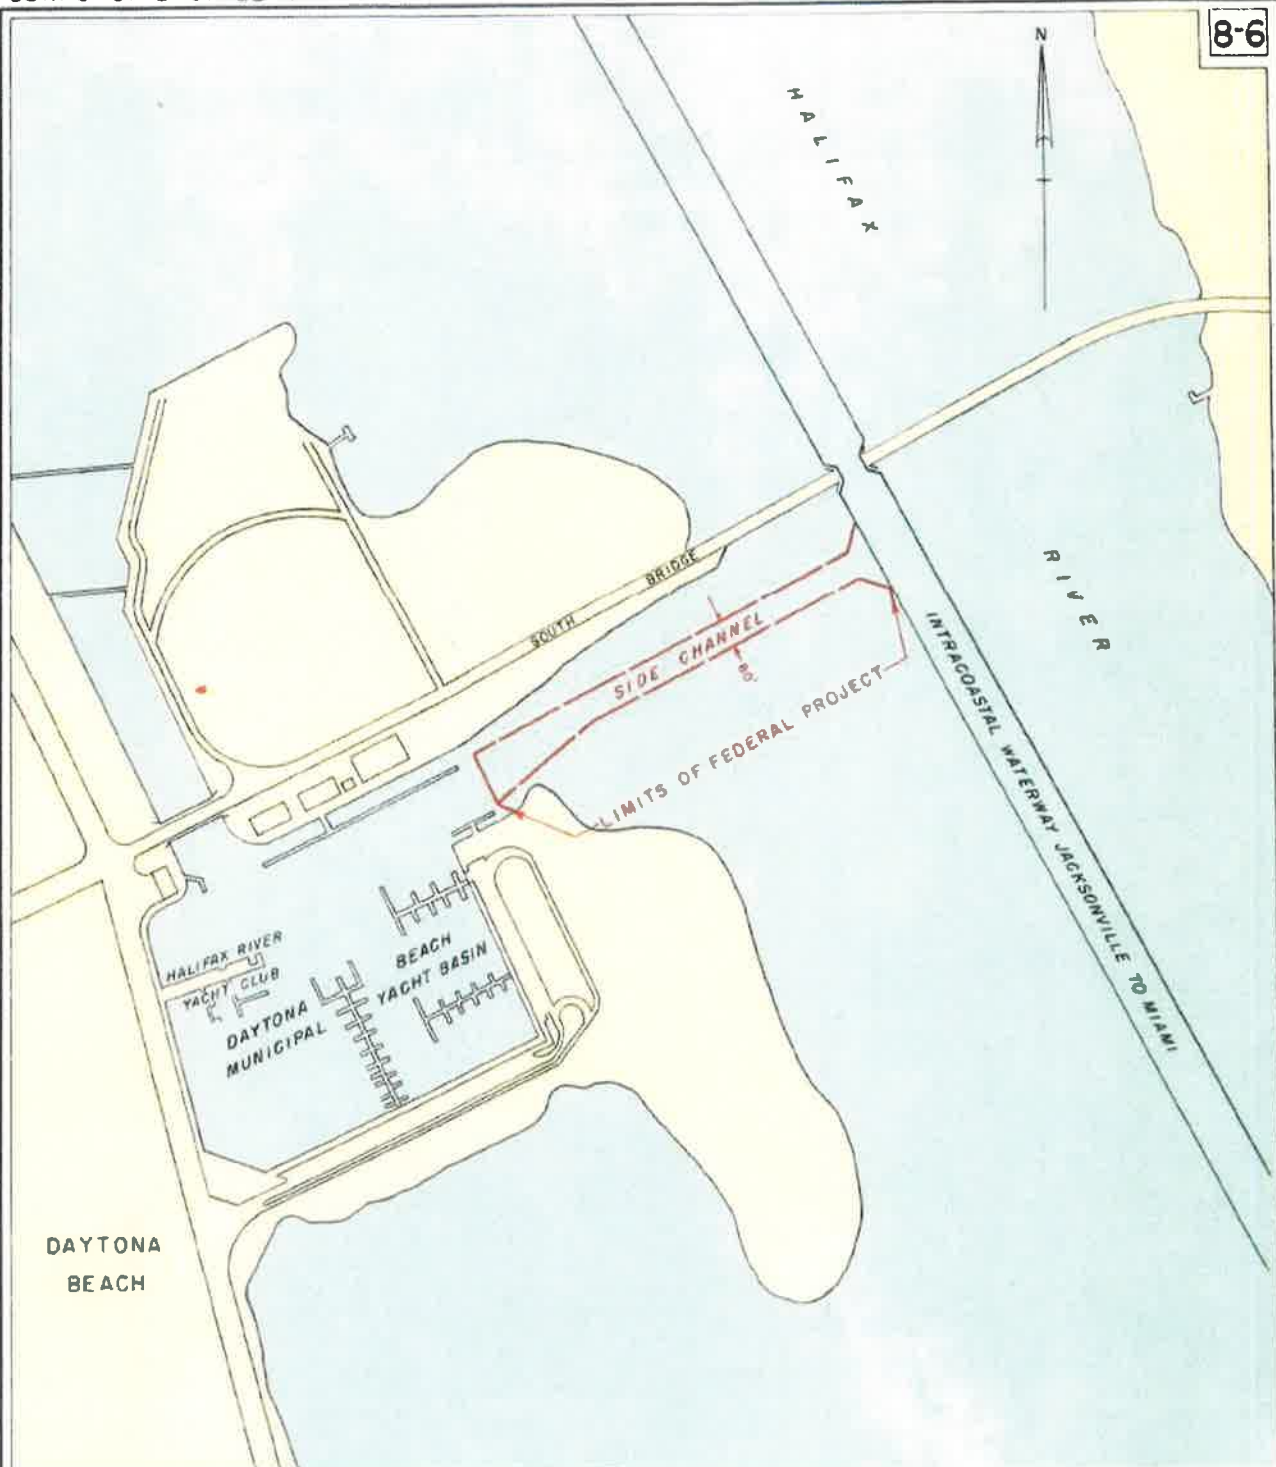 8-6
N
HALIFAX
RIVER
SOUTH BRIDGE
SIDE CHANNEL
80'
LIMITS OF FEDERAL PROJECT
INTRACOASTAL WATERWAY JACKSONVILLE TO MIAMI
HALIFAX RIVER
YACHT CLUB
BEACH
YACHT BASIN
DAYTONA
MUNICIPAL
DAYTONA
BEACH